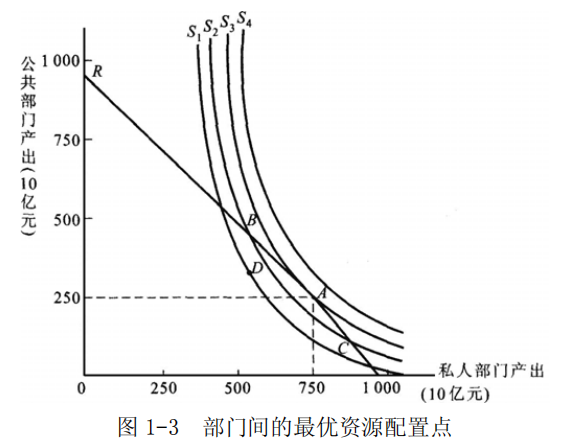 S1 S2 S3 S4
公共部门产出(10亿元)
1 000
R
750
500
B
D
250
A
C
0 250 500 750 1 000
私人部门产出
(10亿元)
图 1-3 部门间的最优资源配置点